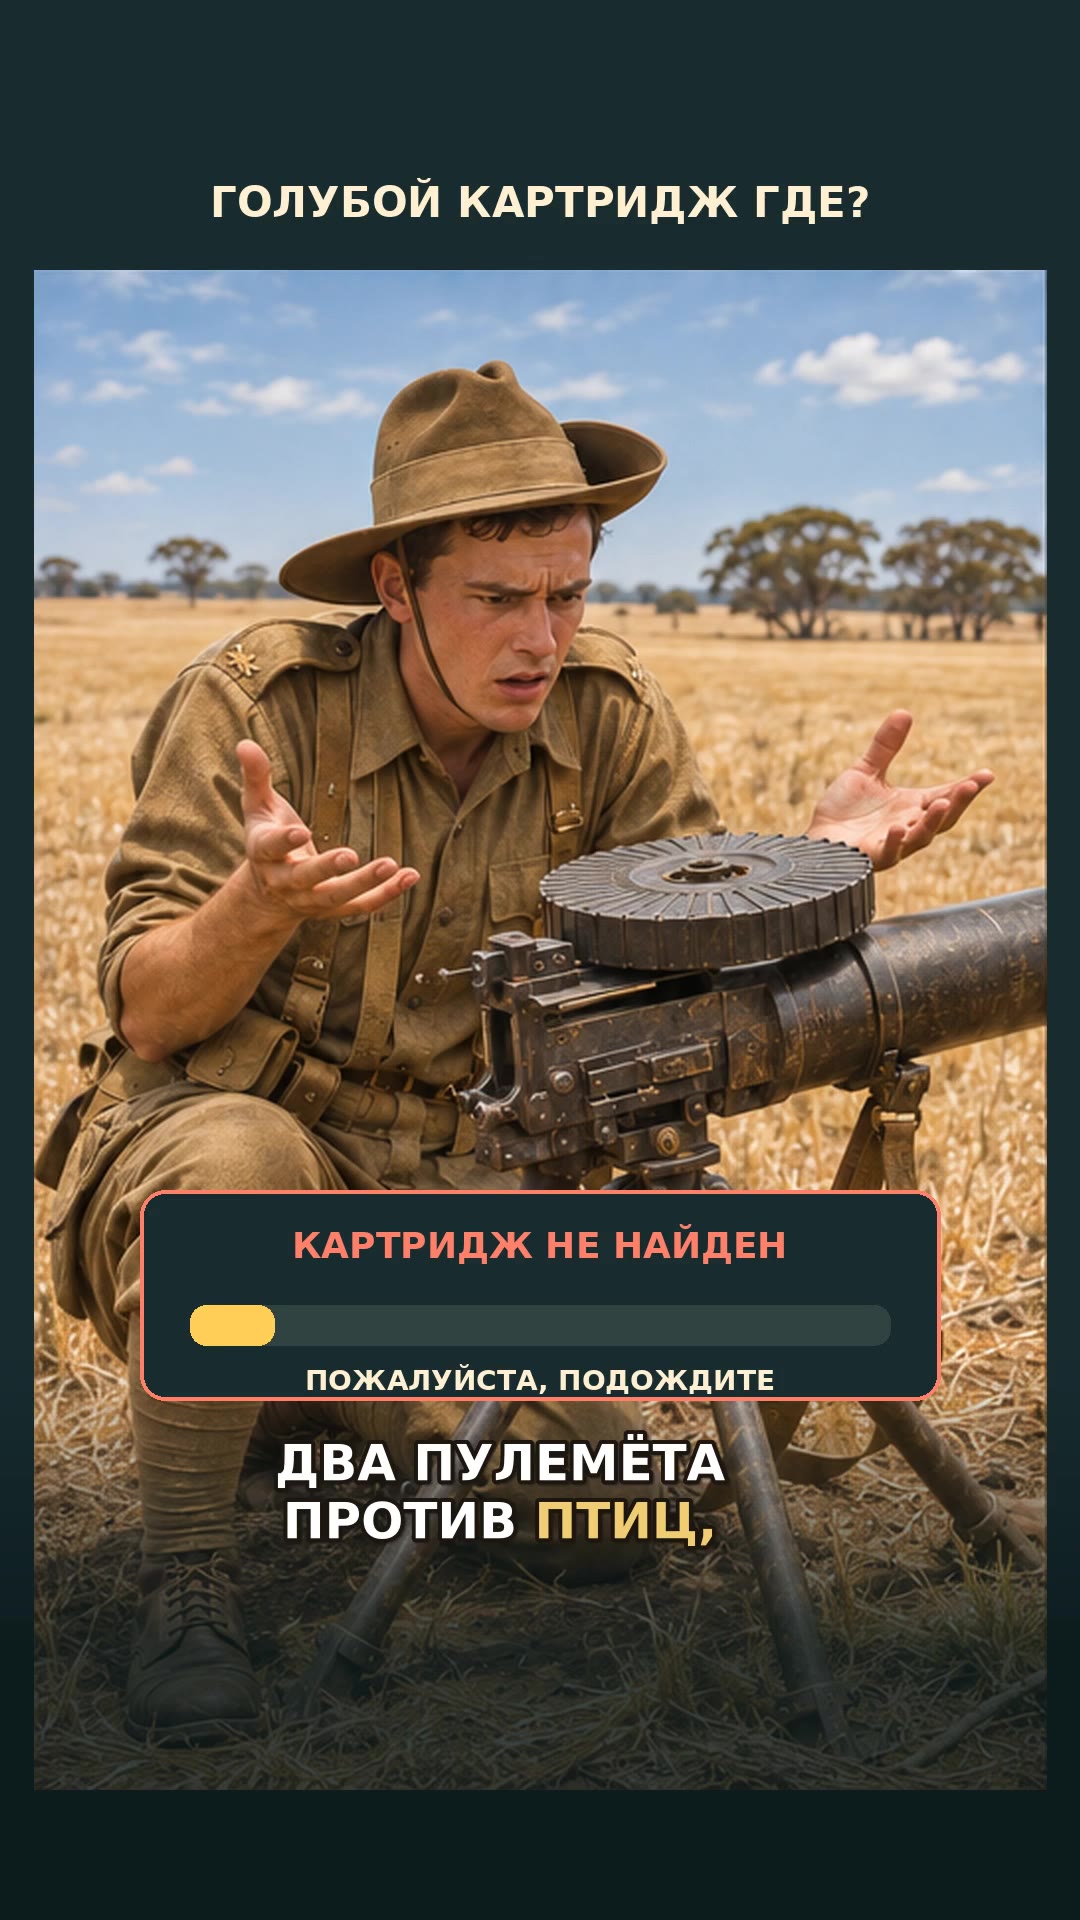 ГОЛУБОЙ КАРТРИДЖ ГДЕ?
КАРТРИДЖ НЕ НАЙДЕН
ПОЖАЛУЙСТА, ПОДОЖДИТЕ
ДВА ПУЛЕМЁТА
ПРОТИВ ПТИЦ,